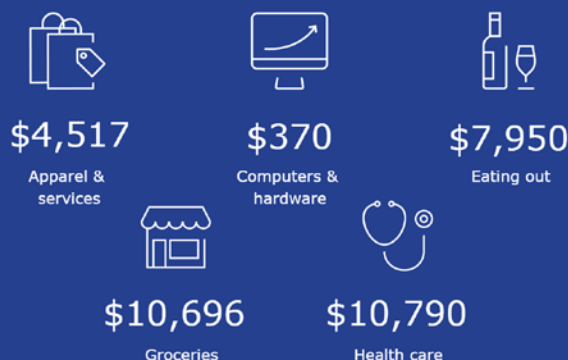 $4,517
Apparel &
services
$370
Computers &
hardware
$7,950
Eating out
$10,696
Groceries
$10,790
Health care